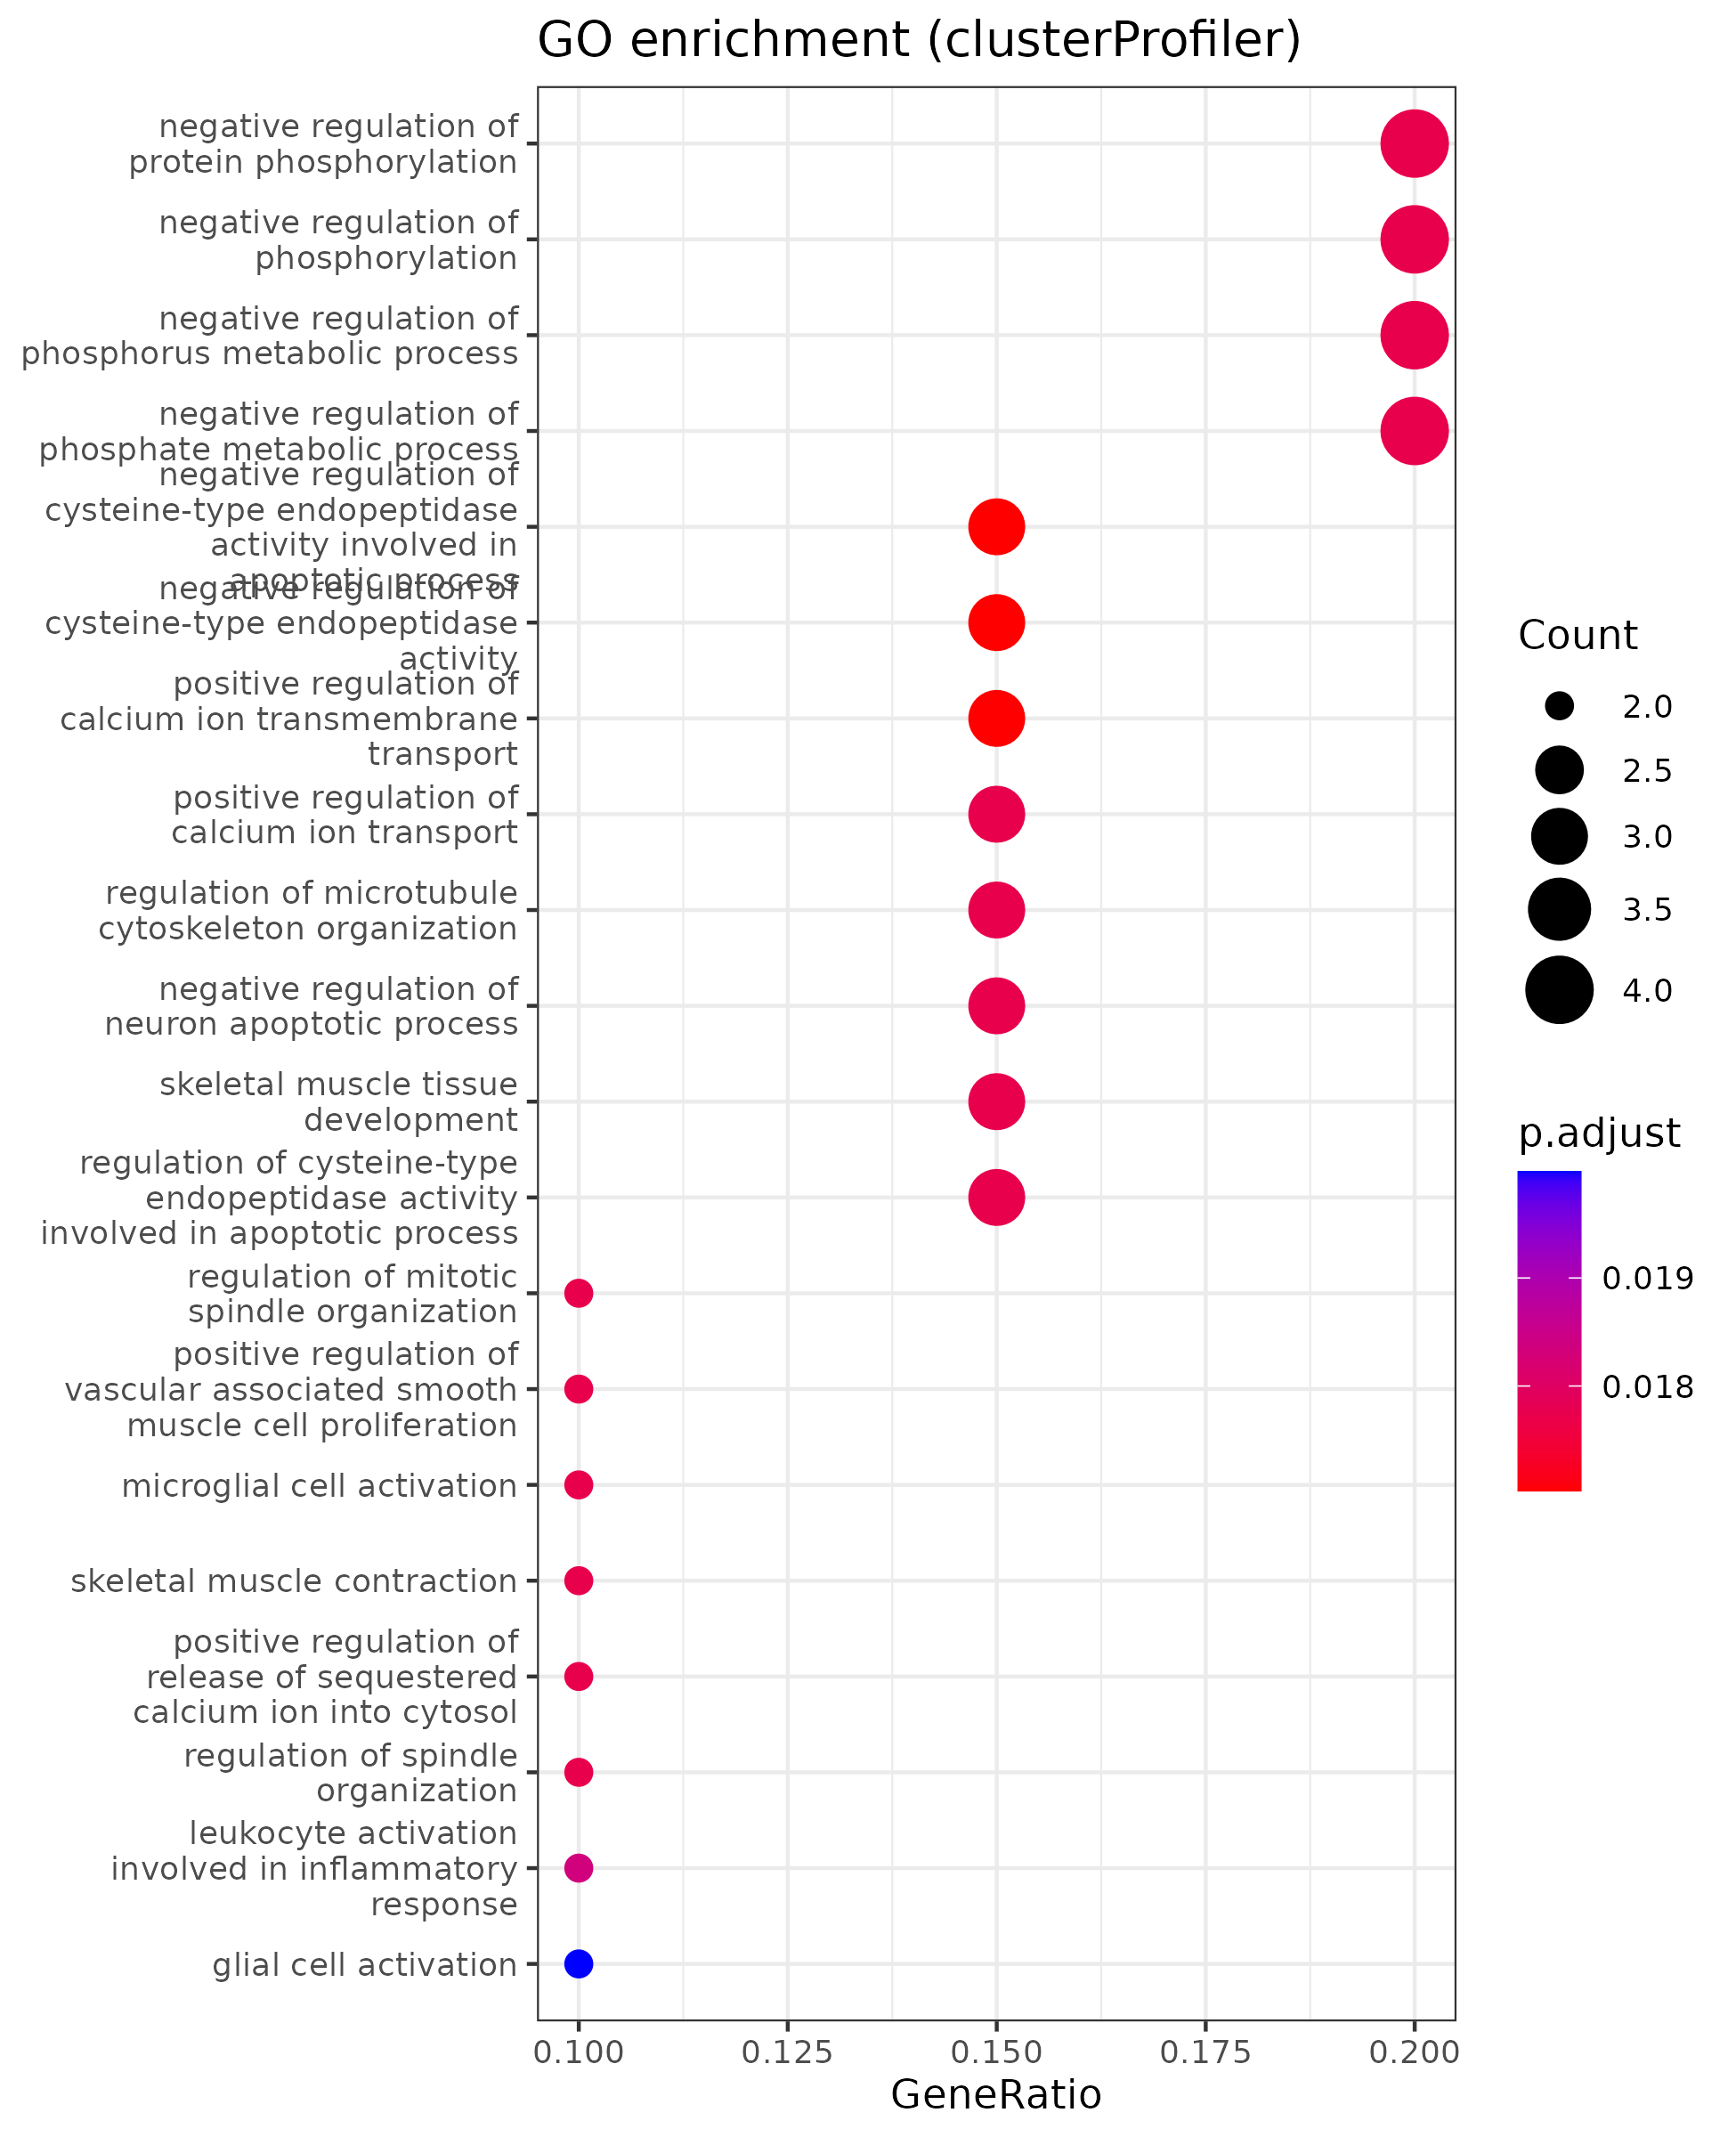 GO enrichment (clusterProfiler)
negative regulation of
protein phosphorylation
negative regulation of
phosphorylation
negative regulation of
phosphorus metabolic process
negative regulation of
phosphate metabolic process
negative regulation of
cysteine-type endopeptidase
activity involved in
apoptotic process
negative regulation of
cysteine-type endopeptidase
activity
positive regulation of
calcium ion transmembrane
transport
positive regulation of
calcium ion transport
regulation of microtubule
cytoskeleton organization
negative regulation of
neuron apoptotic process
skeletal muscle tissue
development
regulation of cysteine-type
endopeptidase activity
involved in apoptotic process
regulation of mitotic
spindle organization
positive regulation of
vascular associated smooth
muscle cell proliferation
microglial cell activation
skeletal muscle contraction
positive regulation of
release of sequestered
calcium ion into cytosol
regulation of spindle
organization
leukocyte activation
involved in inflammatory
response
glial cell activation
0.100 0.125 0.150 0.175 0.200
GeneRatio
Count
2.0
2.5
3.0
3.5
4.0
p.adjust
0.019
0.018